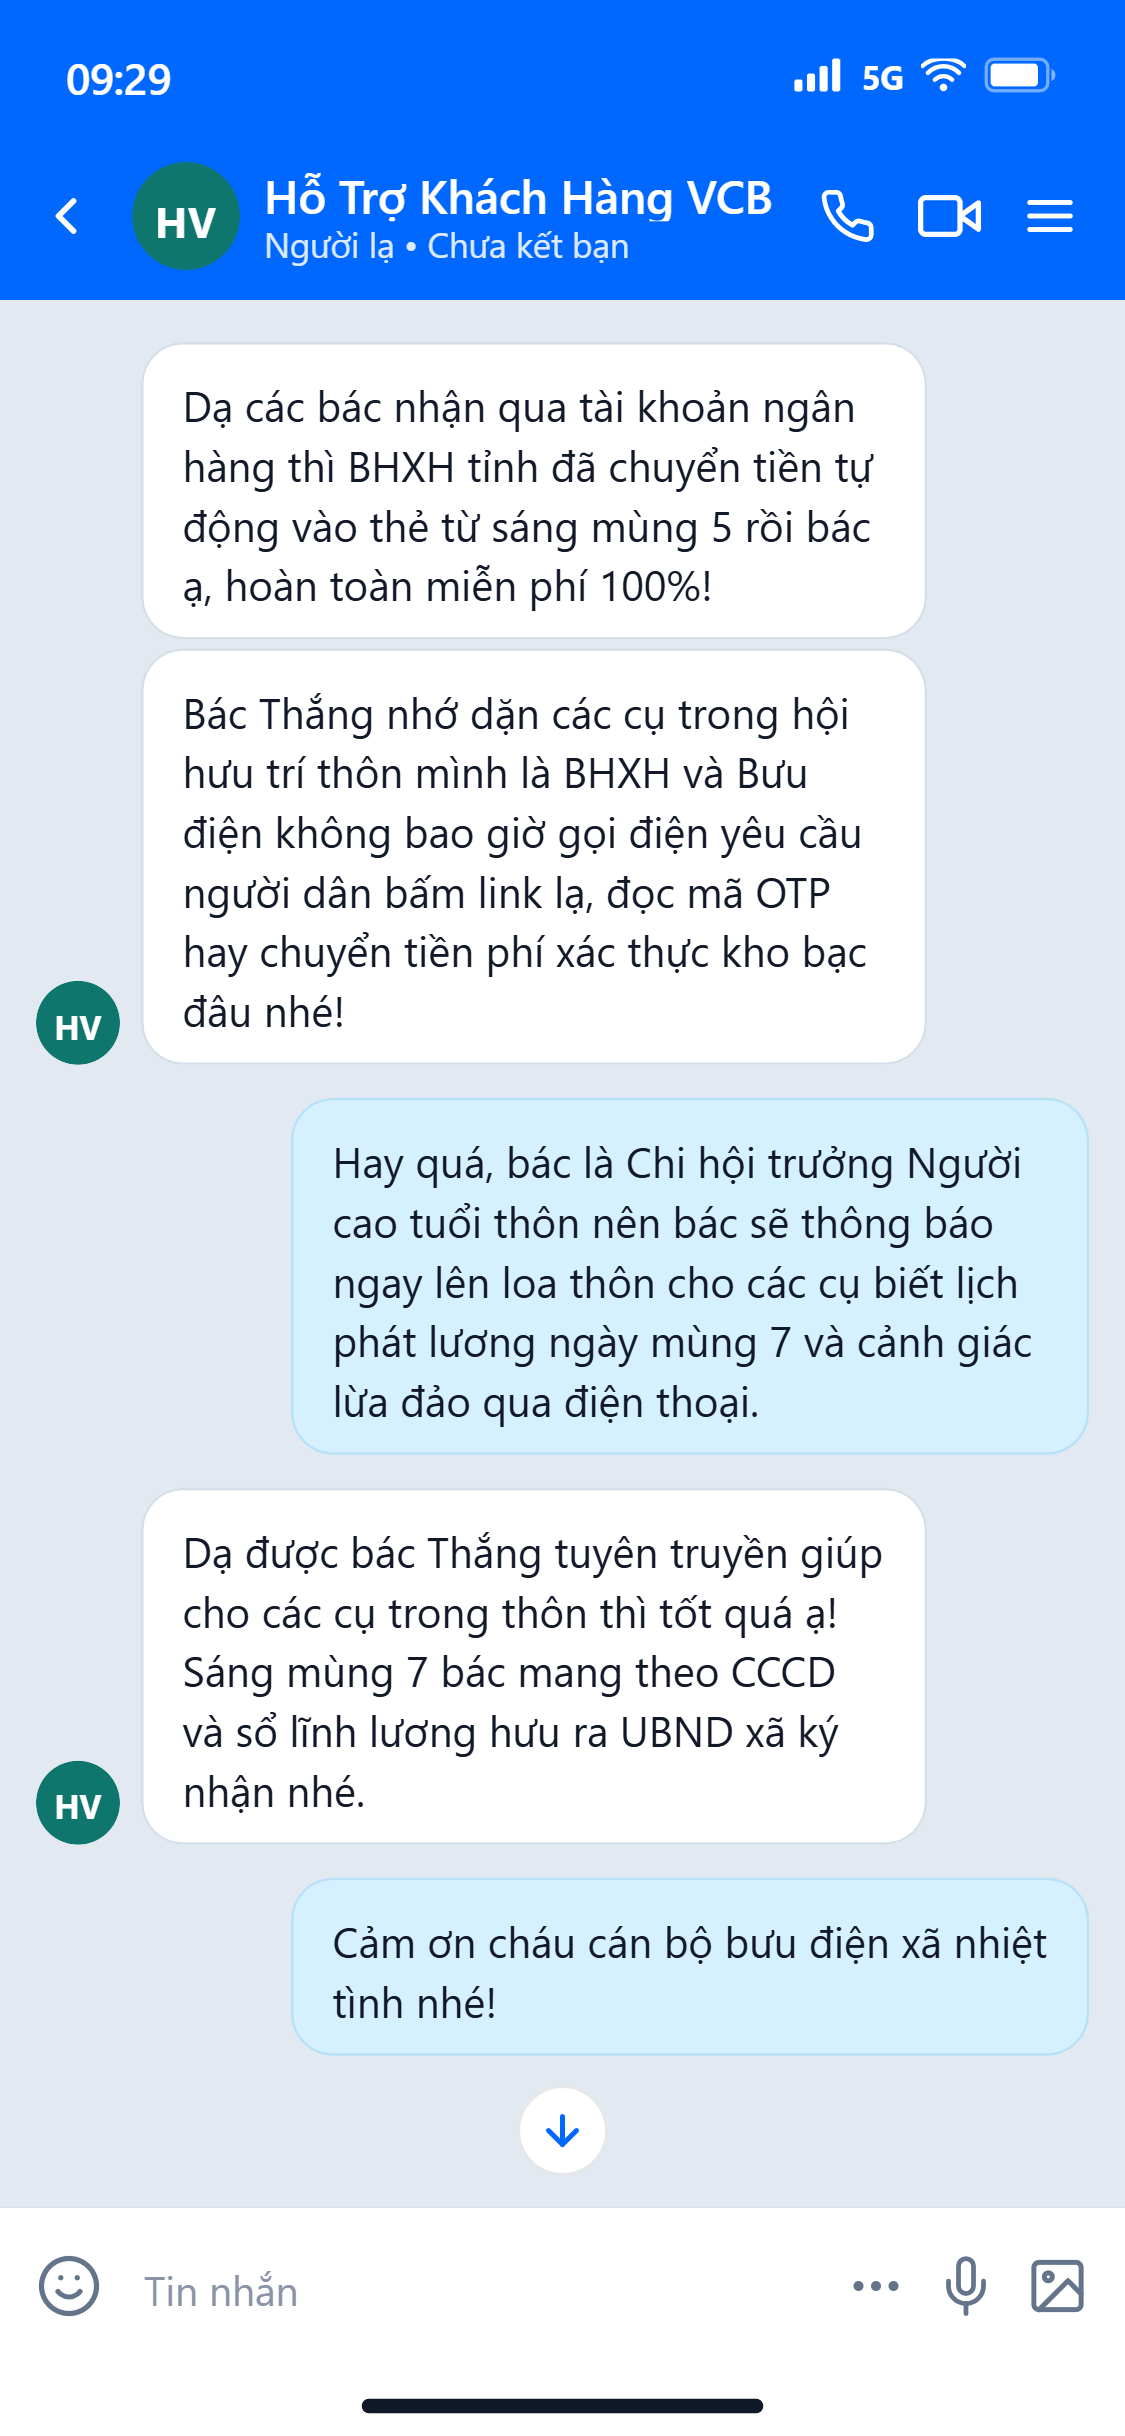 09:29
5G
HV
Hỗ Trợ Khách Hàng VCB
Người lạ • Chưa kết bạn
Dạ các bác nhận qua tài khoản ngân
hàng thì BHXH tỉnh đã chuyển tiền tự
động vào thẻ từ sáng mùng 5 rồi bác
ạ, hoàn toàn miễn phí 100%!
Bác Thắng nhớ dặn các cụ trong hội
hưu trí thôn mình là BHXH và Bưu
điện không bao giờ gọi điện yêu cầu
người dân bấm link lạ, đọc mã OTP
hay chuyển tiền phí xác thực kho bạc
đâu nhé!
HV
Hay quá, bác là Chi hội trưởng Người
cao tuổi thôn nên bác sẽ thông báo
ngay lên loa thôn cho các cụ biết lịch
phát lương ngày mùng 7 và cảnh giác
lừa đảo qua điện thoại.
Dạ được bác Thắng tuyên truyền giúp
cho các cụ trong thôn thì tốt quá ạ!
Sáng mùng 7 bác mang theo CCCD
và sổ lĩnh lương hưu ra UBND xã ký
nhận nhé.
HV
Cảm ơn cháu cán bộ bưu điện xã nhiệt
tình nhé!
Tin nhắn